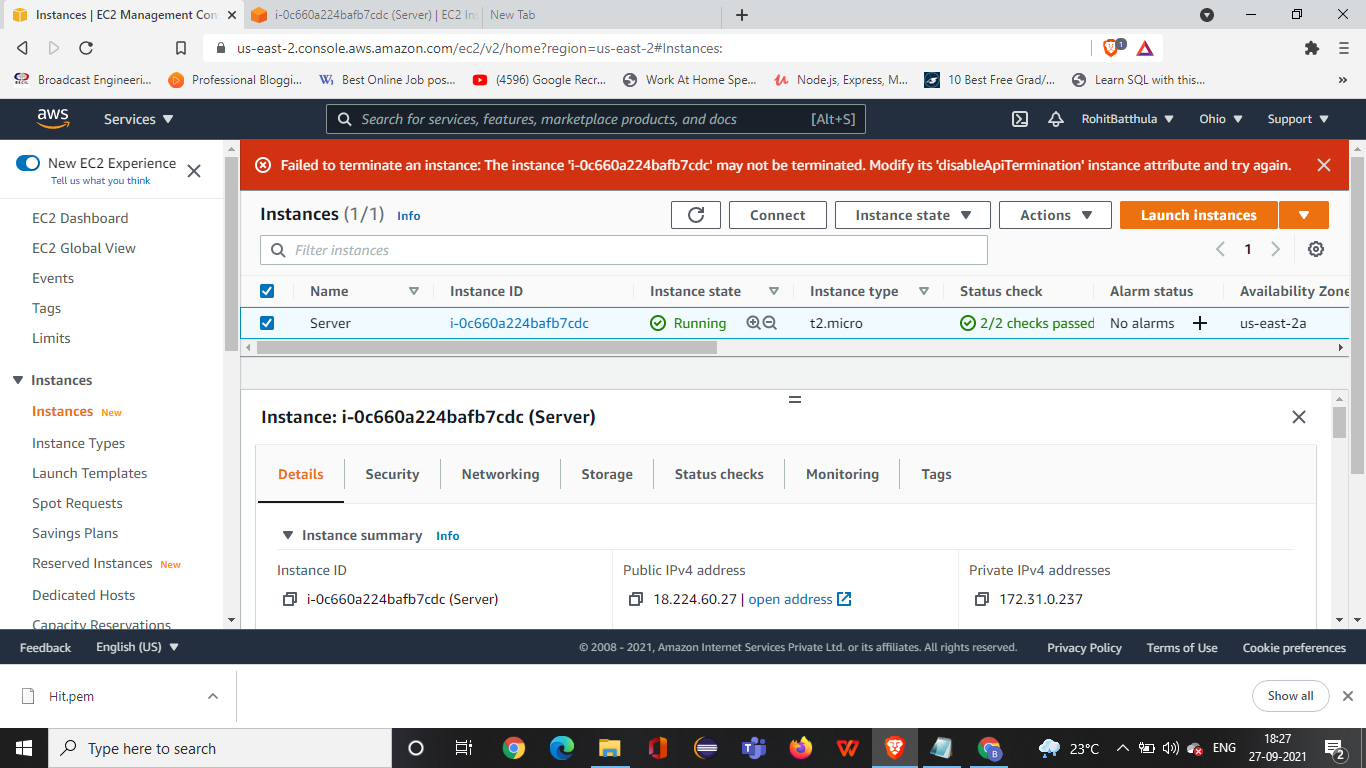 Instances | EC2 Management Con
i-0c660a224bafb7cdc (Server) | EC2 Ins
New Tab
us-east-2.console.aws.amazon.com/ec2/v2/home?region=us-east-2#Instances:
1
Broadcast Engineeri...
Professional Bloggi...
Best Online Job pos...
(4596) Google Recr...
Work At Home Spe...
Node.js, Express, M...
10 Best Free Grad/...
Learn SQL with this...
»
aws
Services
Search for services, features, marketplace products, and docs
[Alt+S]
RohitBatthula
Ohio
Support
New EC2 Experience
Tell us what you think
Failed to terminate an instance: The instance 'i-0c660a224bafb7cdc' may not be terminated. Modify its 'disableApiTermination' instance attribute and try again.
EC2 Dashboard
EC2 Global View
Events
Tags
Limits
Instances
Instances New
Instance Types
Launch Templates
Spot Requests
Savings Plans
Reserved Instances New
Dedicated Hosts
Capacity Reservations
Instances (1/1) Info
Connect
Instance state
Actions
Launch instances
Filter instances
1
Name
Instance ID
Instance state
Instance type
Status check
Alarm status
Availability Zone
Server
i-0c660a224bafb7cdc
Running
t2.micro
2/2 checks passed
No alarms
us-east-2a
Instance: i-0c660a224bafb7cdc (Server)
Details
Security
Networking
Storage
Status checks
Monitoring
Tags
Instance summary Info
Instance ID
i-0c660a224bafb7cdc (Server)
Public IPv4 address
18.224.60.27 | open address
Private IPv4 addresses
172.31.0.237
Feedback
English (US)
© 2008 - 2021, Amazon Internet Services Private Ltd. or its affiliates. All rights reserved.
Privacy Policy
Terms of Use
Cookie preferences
Hit.pem
Show all
Type here to search
23°C
ENG
18:27
27-09-2021
2